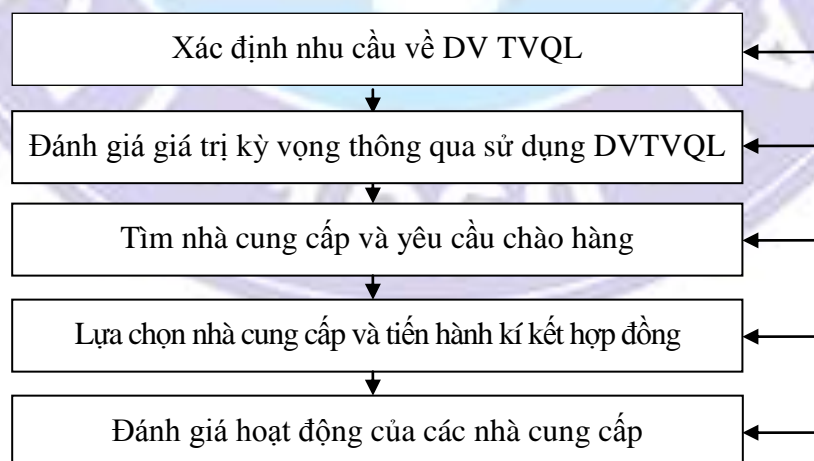 Xác định nhu cầu về DV TVQL
Đánh giá giá trị kỳ vọng thông qua sử dụng DVTVQL
Tìm nhà cung cấp và yêu cầu chào hàng
Lựa chọn nhà cung cấp và tiến hành kí kết hợp đồng
Đánh giá hoạt động của các nhà cung cấp